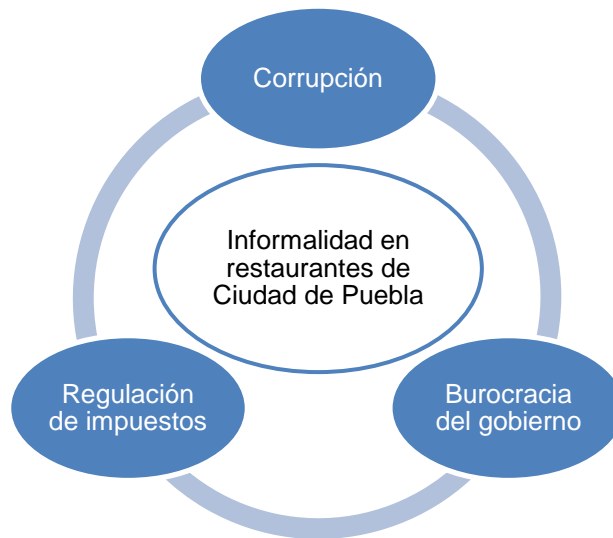 Corrupción
Informalidad en
restaurantes de
Ciudad de Puebla
Regulación
de impuestos
Burocracia
del gobierno